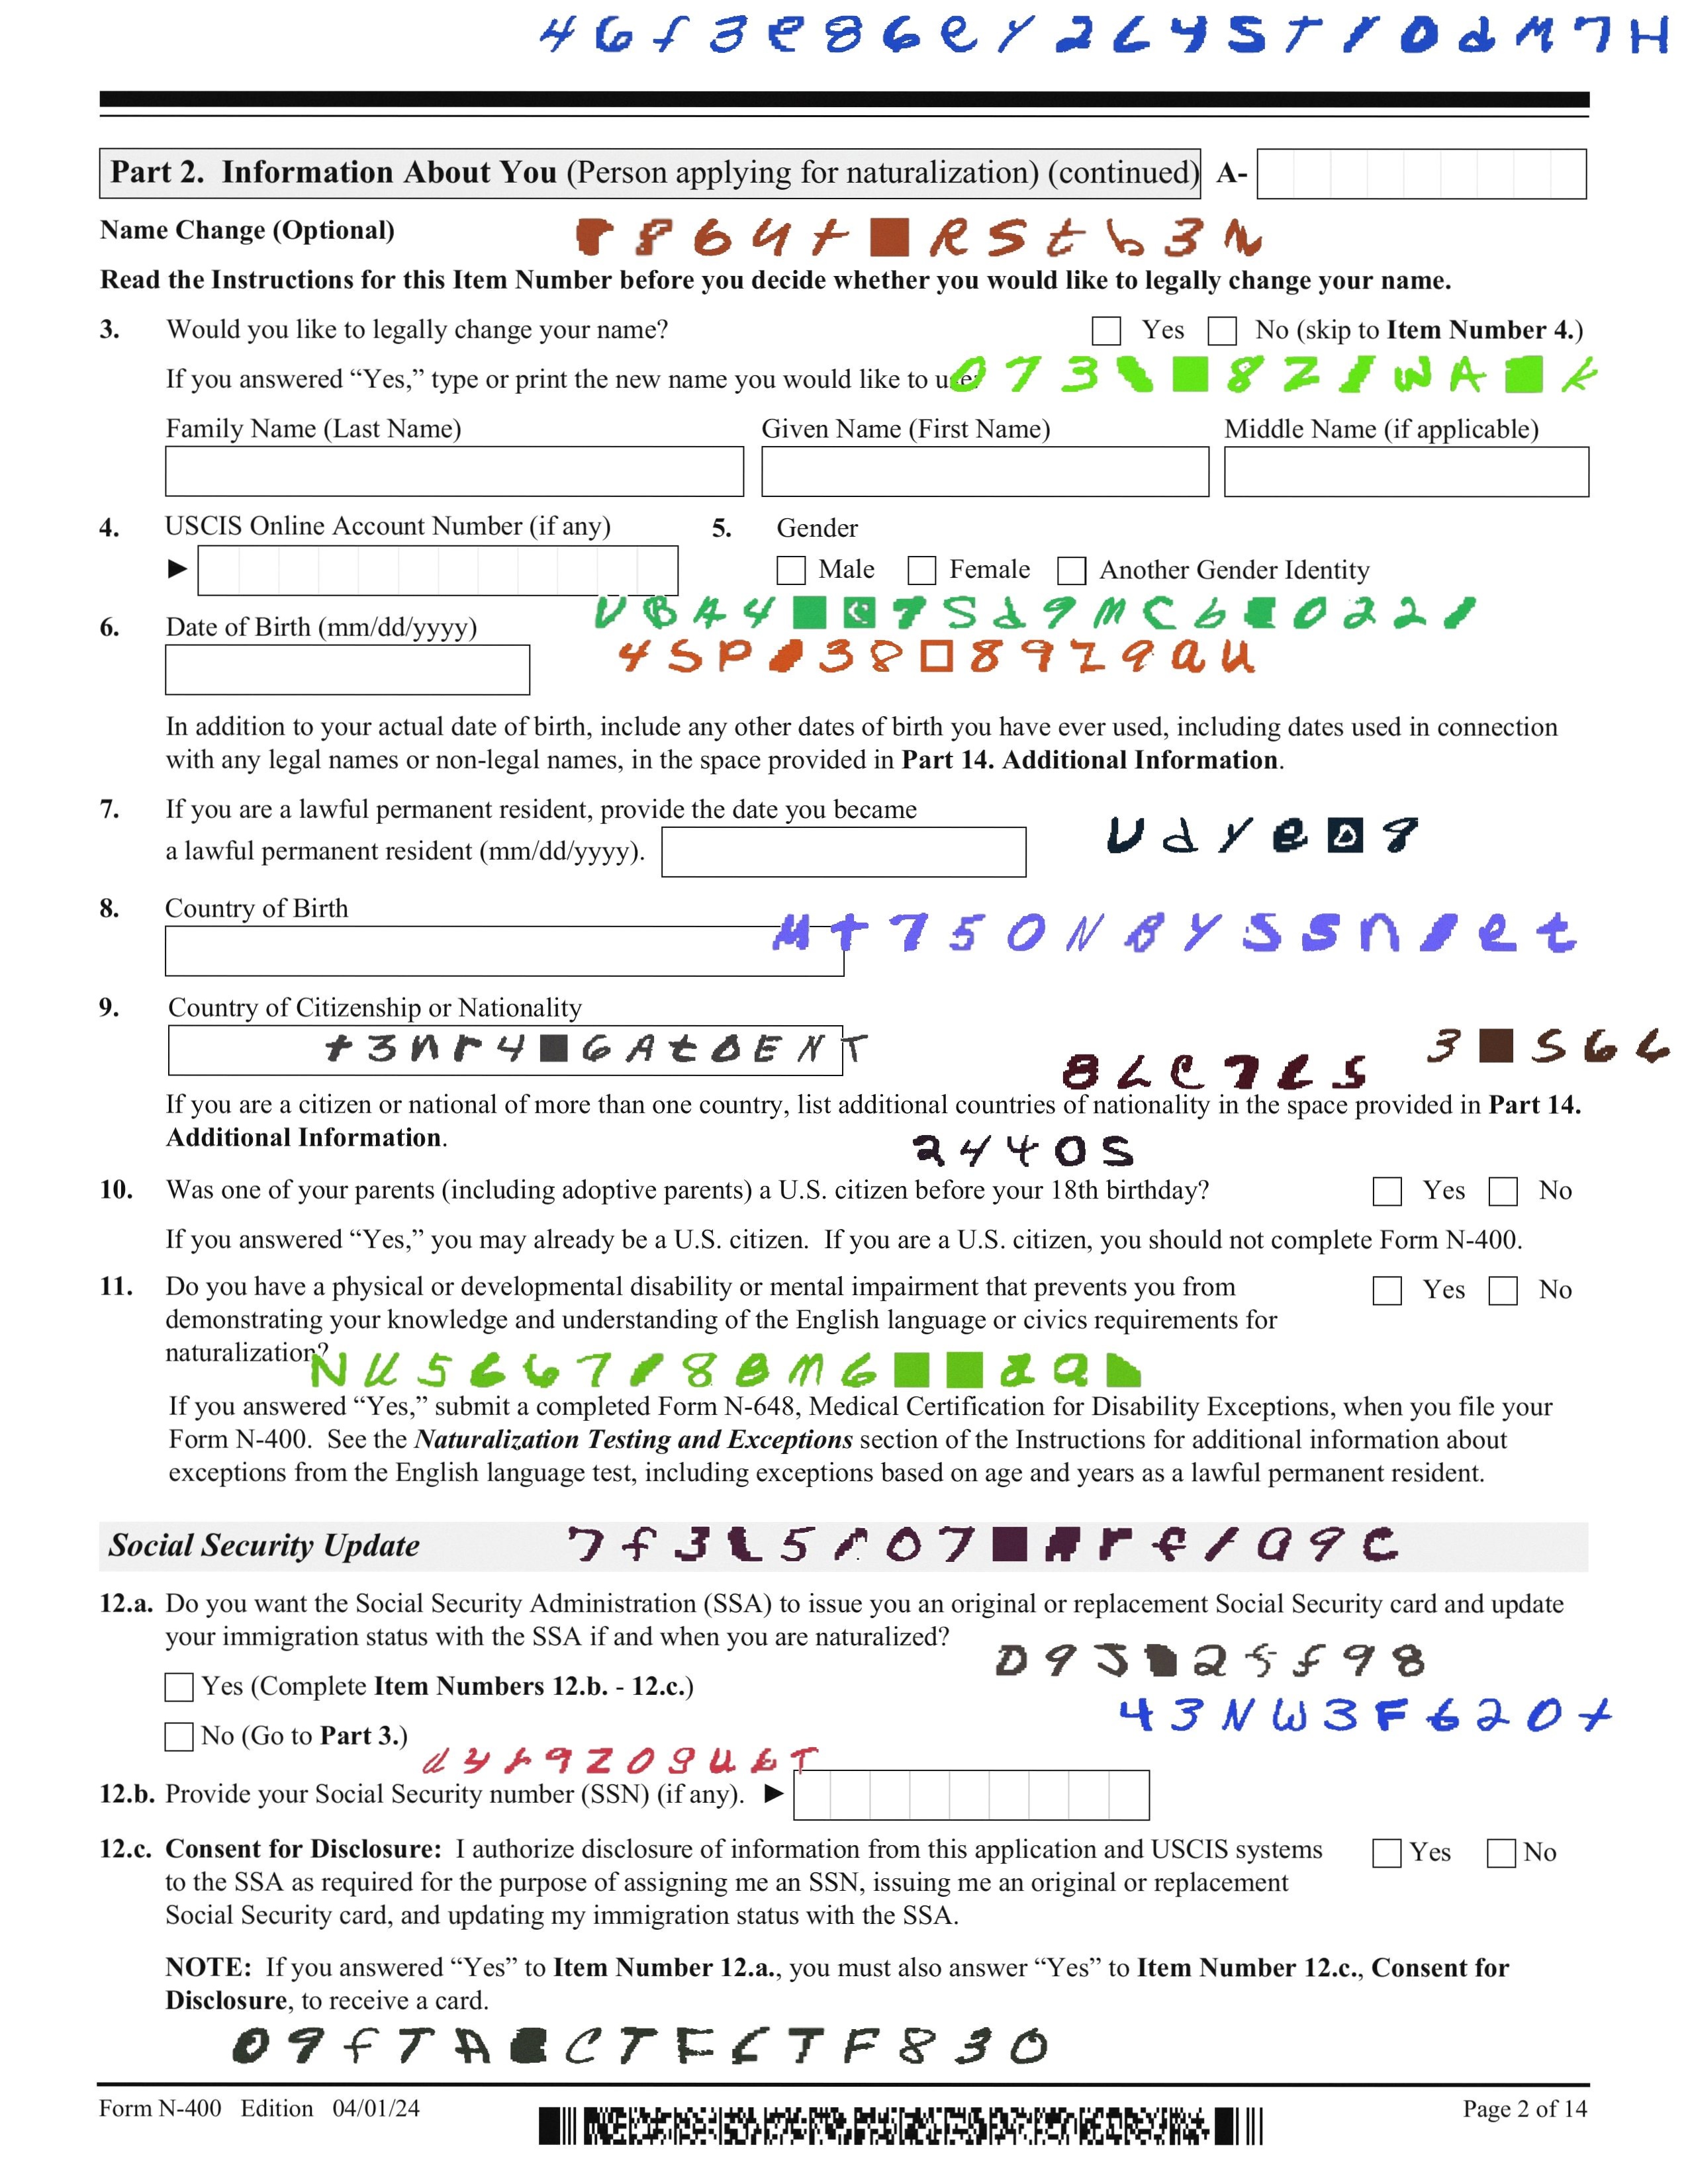 46f3e86eY2L45T10dM7H
Part 2. Information About You (Person applying for naturalization) (continued) A-
Name Change (Optional)
Read the Instructions for this Item Number before you decide whether you would like to legally change your name.
3. Would you like to legally change your name? Yes No (skip to Item Number 4.)
If you answered “Yes,” type or print the new name you would like to use:
Family Name (Last Name) Given Name (First Name) Middle Name (if applicable)
4. USCIS Online Account Number (if any) 5. Gender
Male Female Another Gender Identity
6. Date of Birth (mm/dd/yyyy)
In addition to your actual date of birth, include any other dates of birth you have ever used, including dates used in connection
with any legal names or non-legal names, in the space provided in Part 14. Additional Information.
7. If you are a lawful permanent resident, provide the date you became
a lawful permanent resident (mm/dd/yyyy).
8. Country of Birth
9. Country of Citizenship or Nationality
If you are a citizen or national of more than one country, list additional countries of nationality in the space provided in Part 14.
Additional Information.
2440S
10. Was one of your parents (including adoptive parents) a U.S. citizen before your 18th birthday? Yes No
If you answered “Yes,” you may already be a U.S. citizen. If you are a U.S. citizen, you should not complete Form N-400.
11. Do you have a physical or developmental disability or mental impairment that prevents you from Yes No
demonstrating your knowledge and understanding of the English language or civics requirements for
naturalization?
If you answered “Yes,” submit a completed Form N-648, Medical Certification for Disability Exceptions, when you file your
Form N-400. See the Naturalization Testing and Exceptions section of the Instructions for additional information about
exceptions from the English language test, including exceptions based on age and years as a lawful permanent resident.
Social Security Update
12.a. Do you want the Social Security Administration (SSA) to issue you an original or replacement Social Security card and update
your immigration status with the SSA if and when you are naturalized?
Yes (Complete Item Numbers 12.b. - 12.c.)
43NW3F620t
No (Go to Part 3.)
12.b. Provide your Social Security number (SSN) (if any).
12.c. Consent for Disclosure: I authorize disclosure of information from this application and USCIS systems Yes No
to the SSA as required for the purpose of assigning me an SSN, issuing me an original or replacement
Social Security card, and updating my immigration status with the SSA.
NOTE: If you answered “Yes” to Item Number 12.a., you must also answer “Yes” to Item Number 12.c., Consent for
Disclosure, to receive a card.
Form N-400 Edition 04/01/24 Page 2 of 14